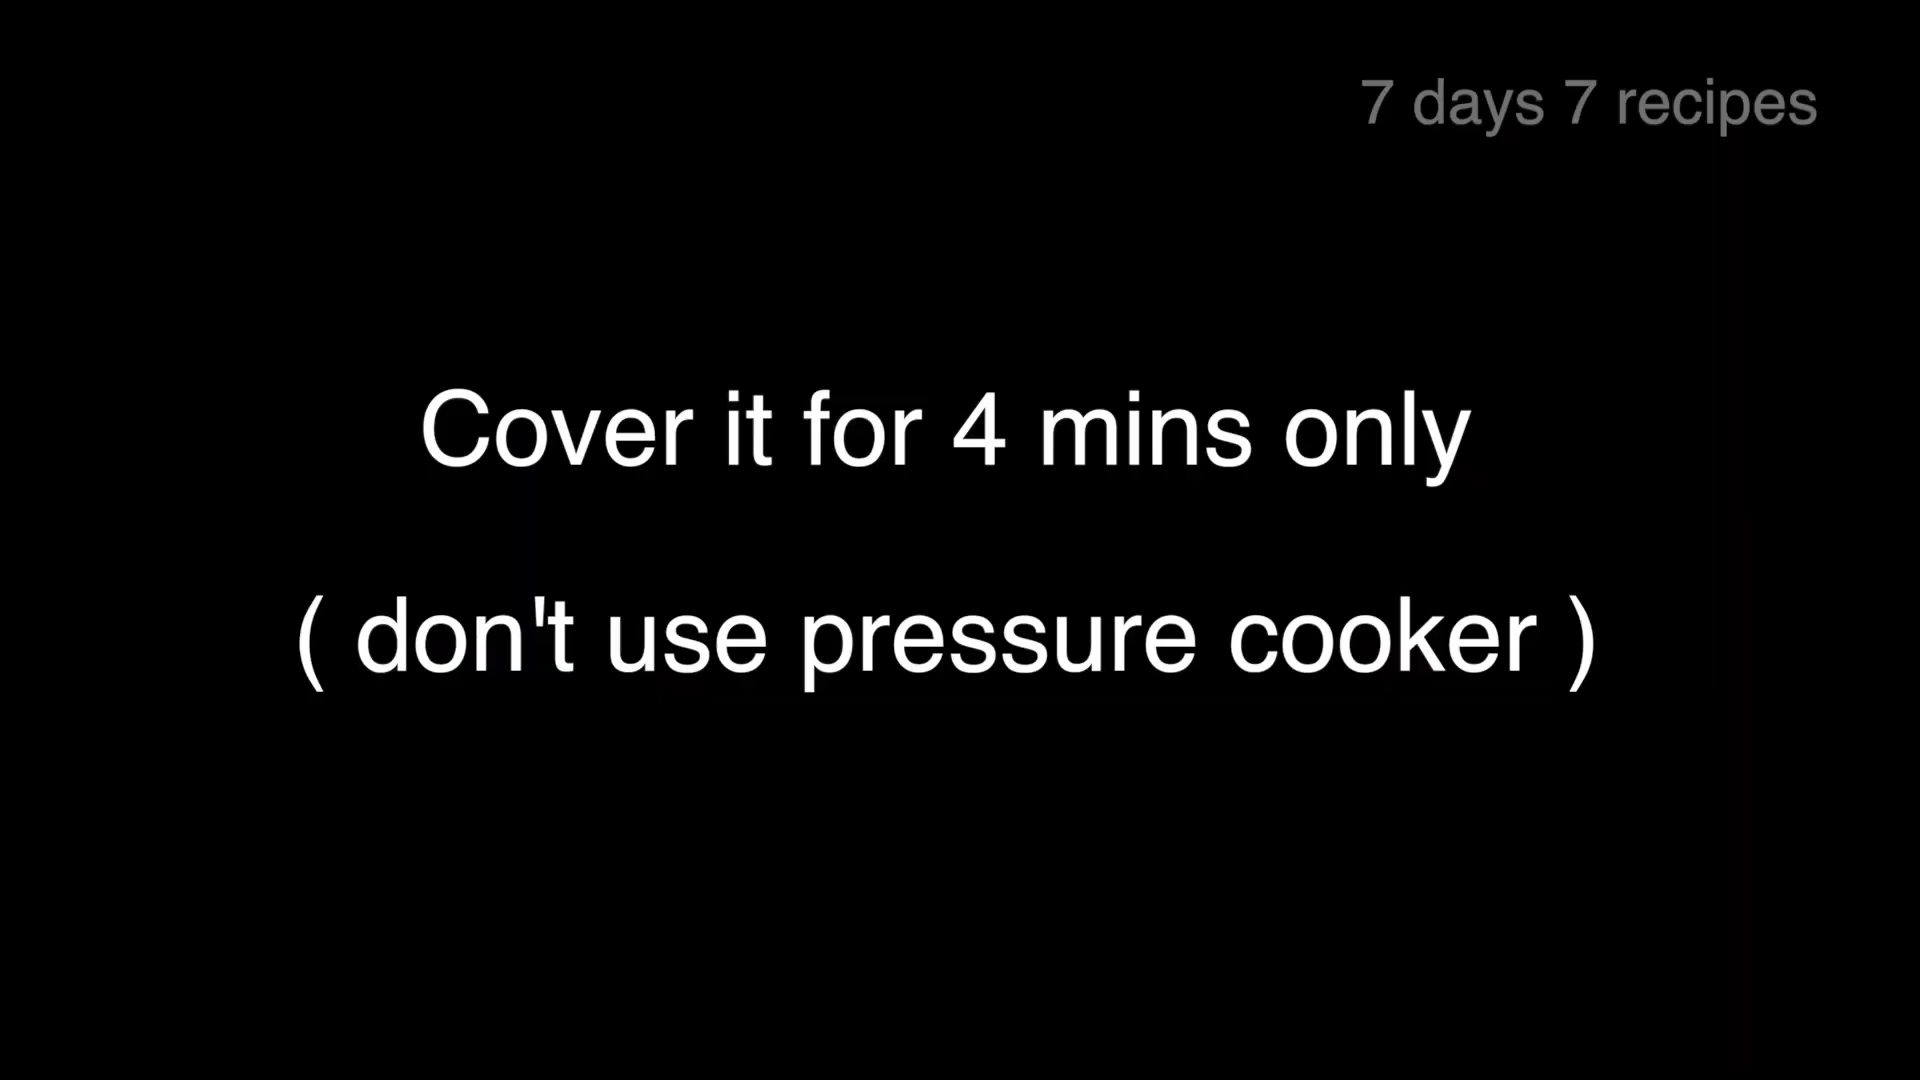 7 days 7 recipes
Cover it for 4 mins only
( don't use pressure cooker )